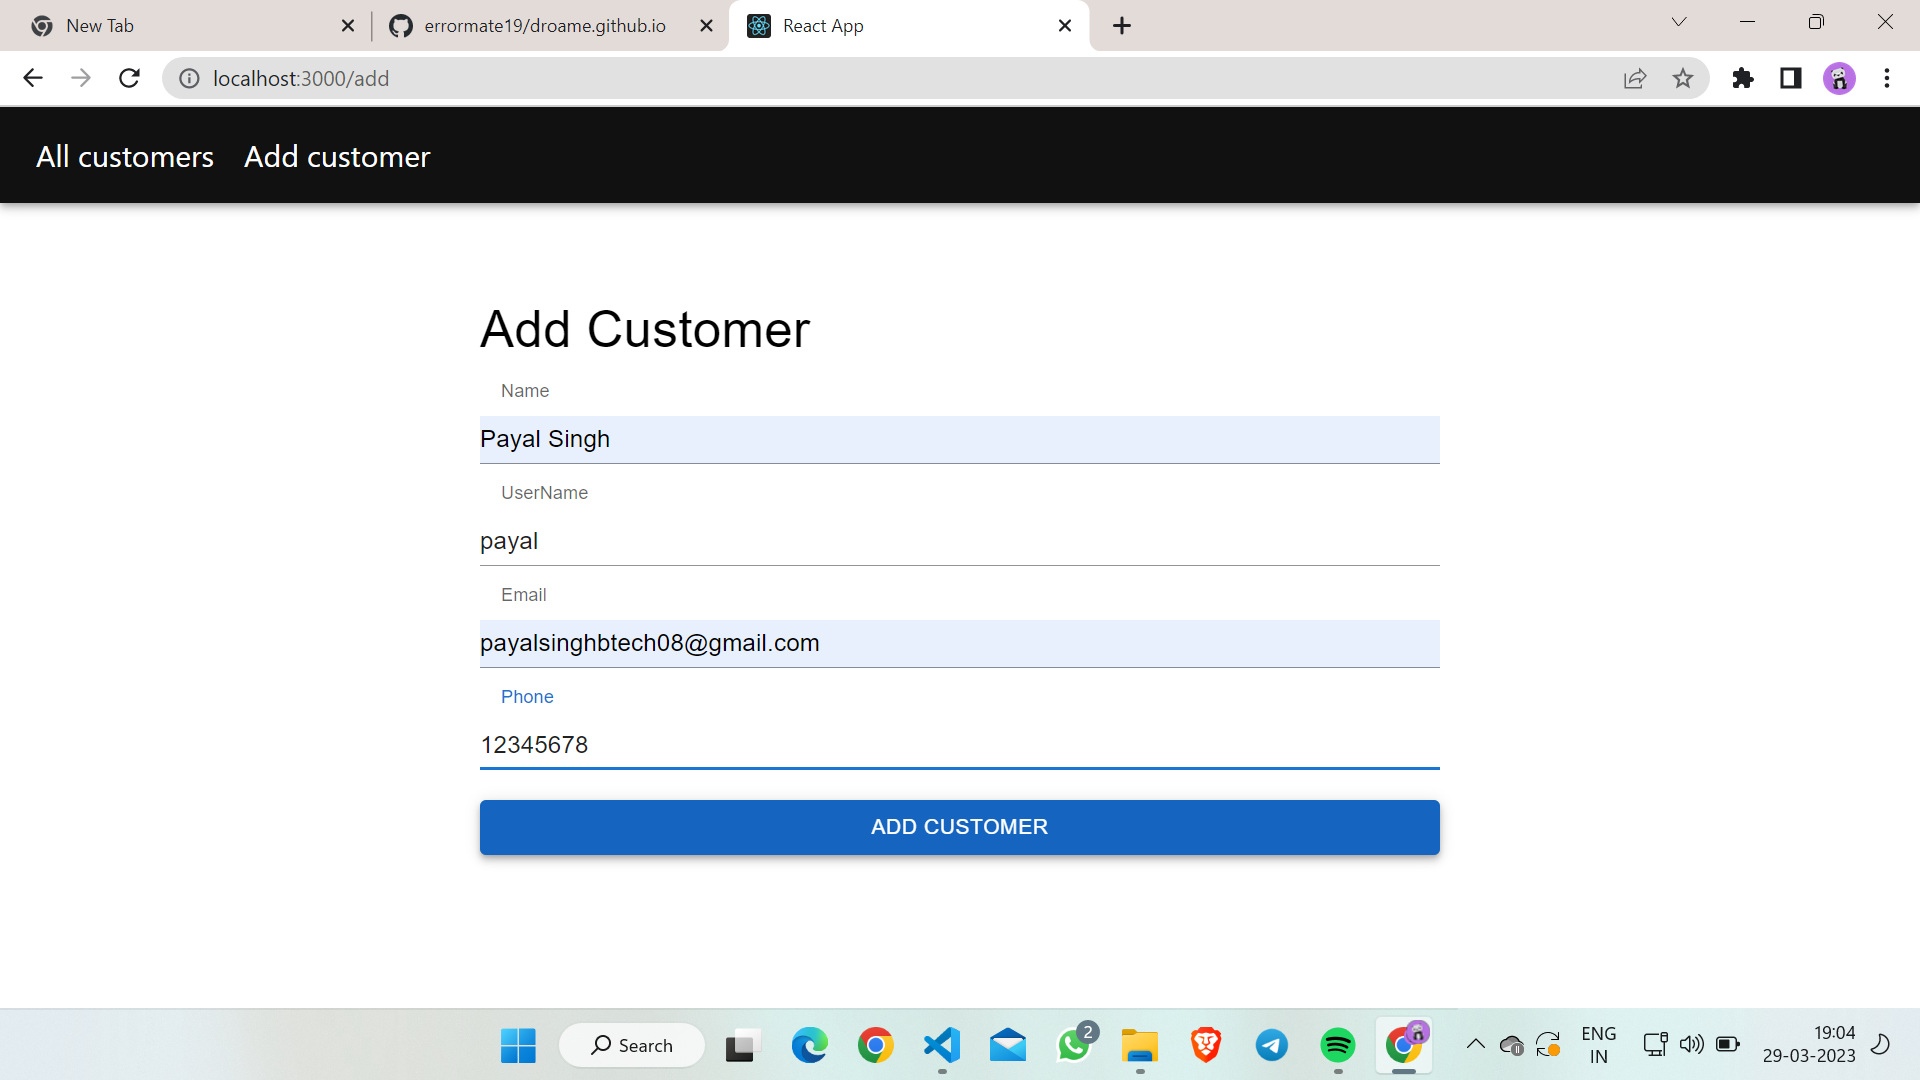 New Tab
errormate19/droame.github.io
React App
localhost:3000/add
All customers Add customer
Add Customer
Name
Payal Singh
UserName
payal
Email
payalsinghbtech08@gmail.com
Phone
12345678
ADD CUSTOMER
Search
2
ENG
IN
19:04
29-03-2023